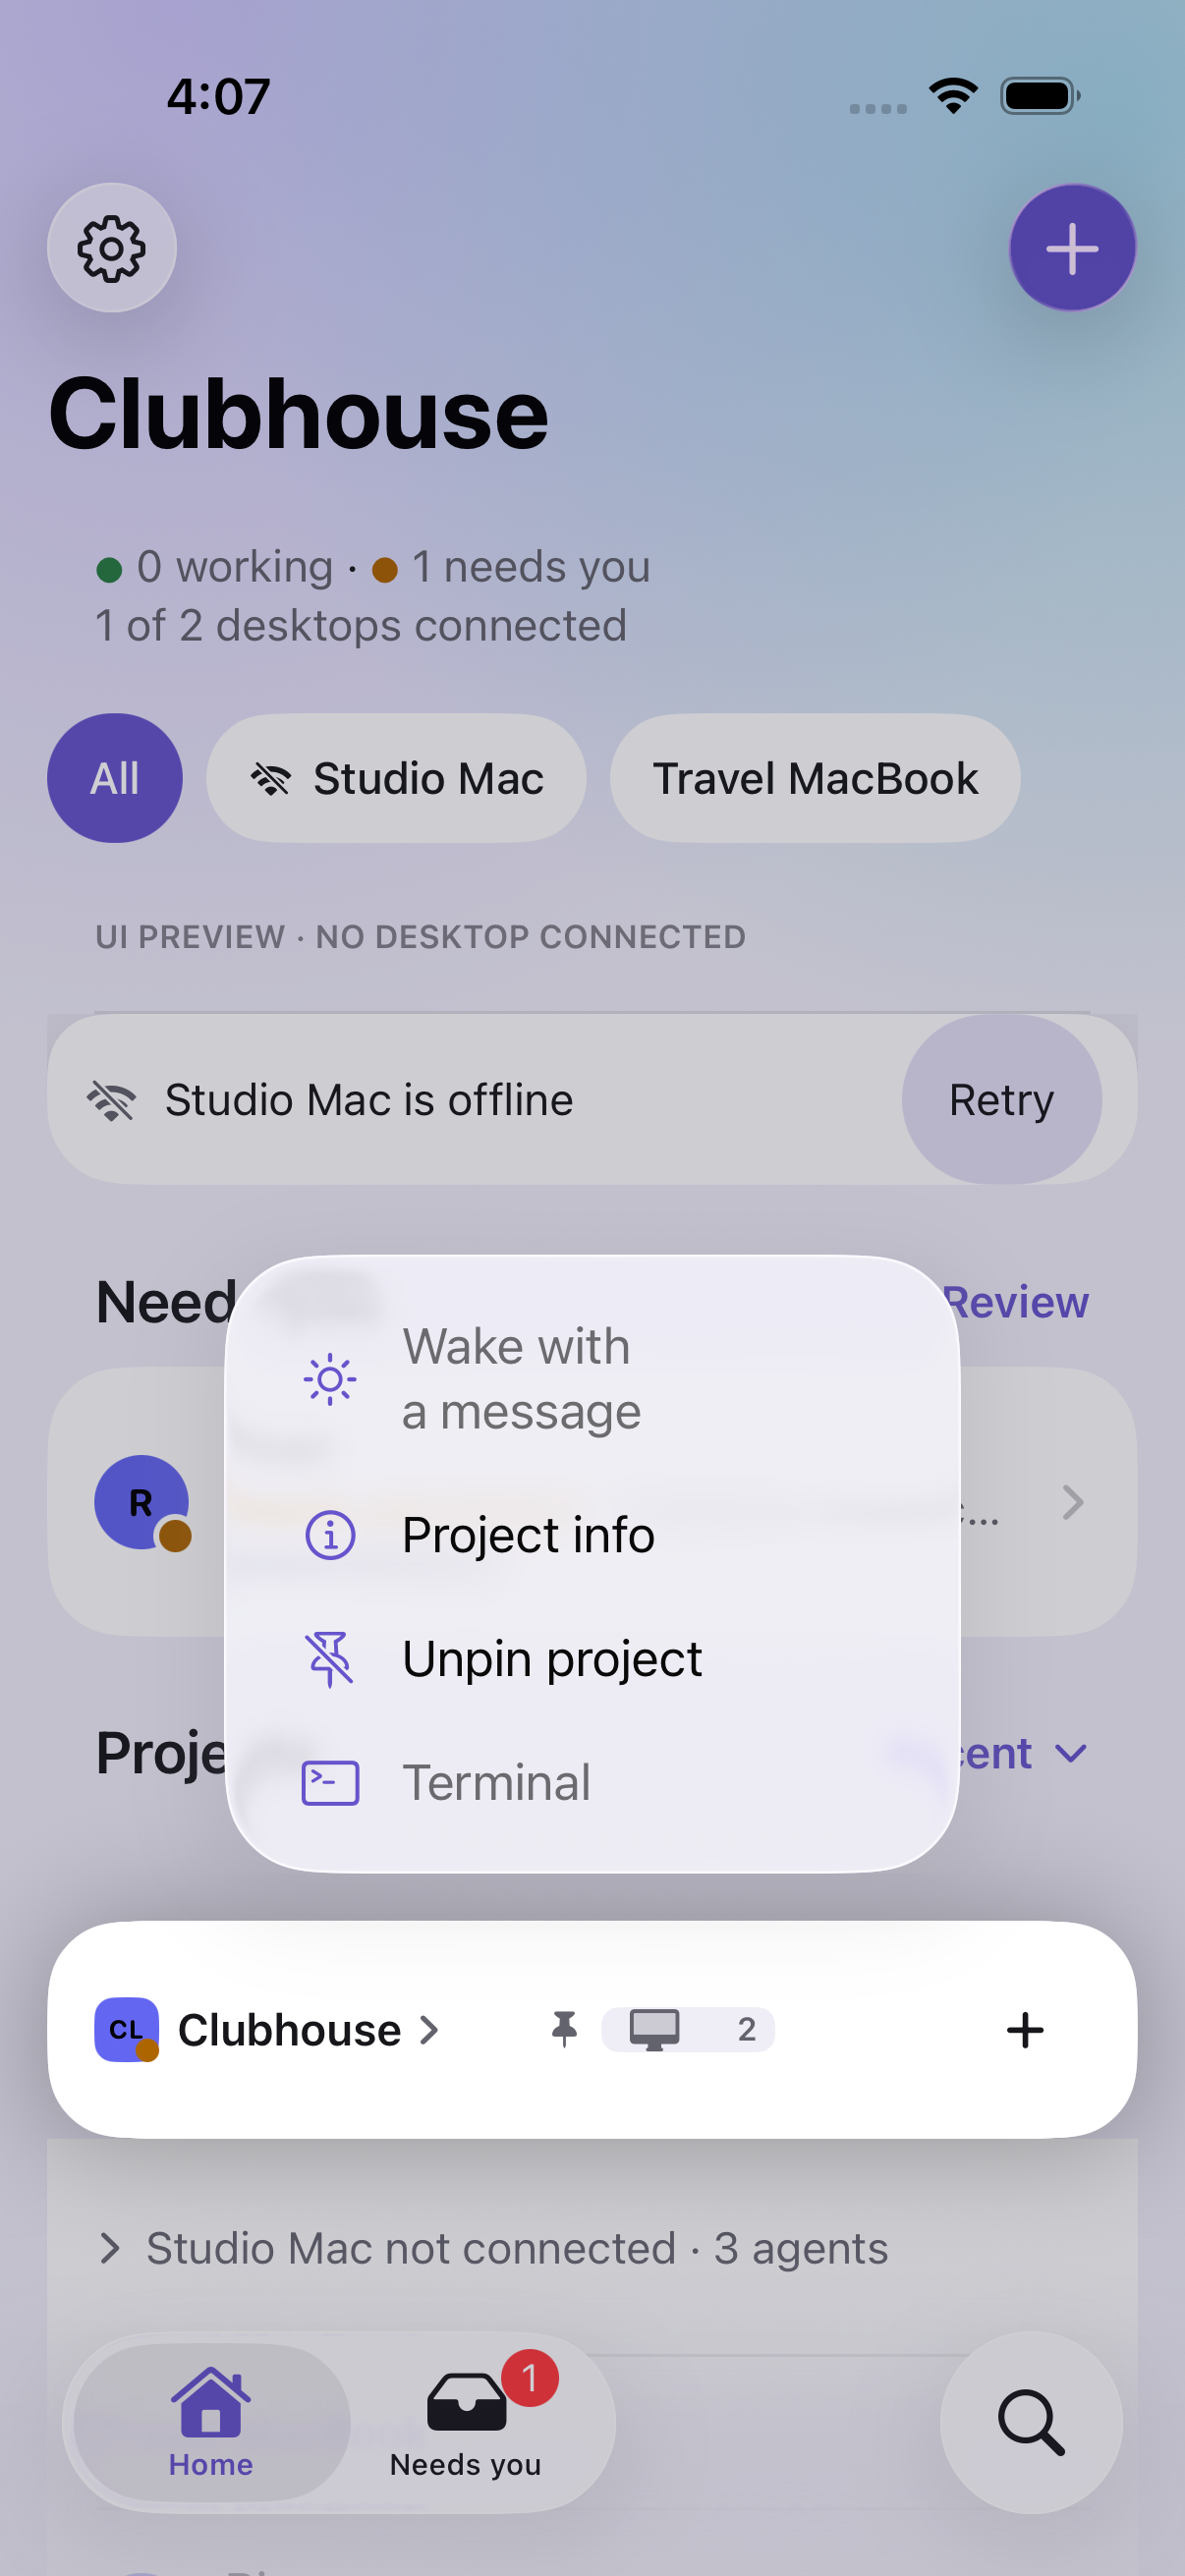 4:07
Clubhouse
0 working · 1 needs you
1 of 2 desktops connected
All
Studio Mac
Travel MacBook
UI PREVIEW · NO DESKTOP CONNECTED
Studio Mac is offline
Retry
Need
Review
Wake with
a message
R
Project info
Unpin project
Proje
cent
Terminal
CL
Clubhouse
2
Studio Mac not connected · 3 agents
1
Home
Needs you